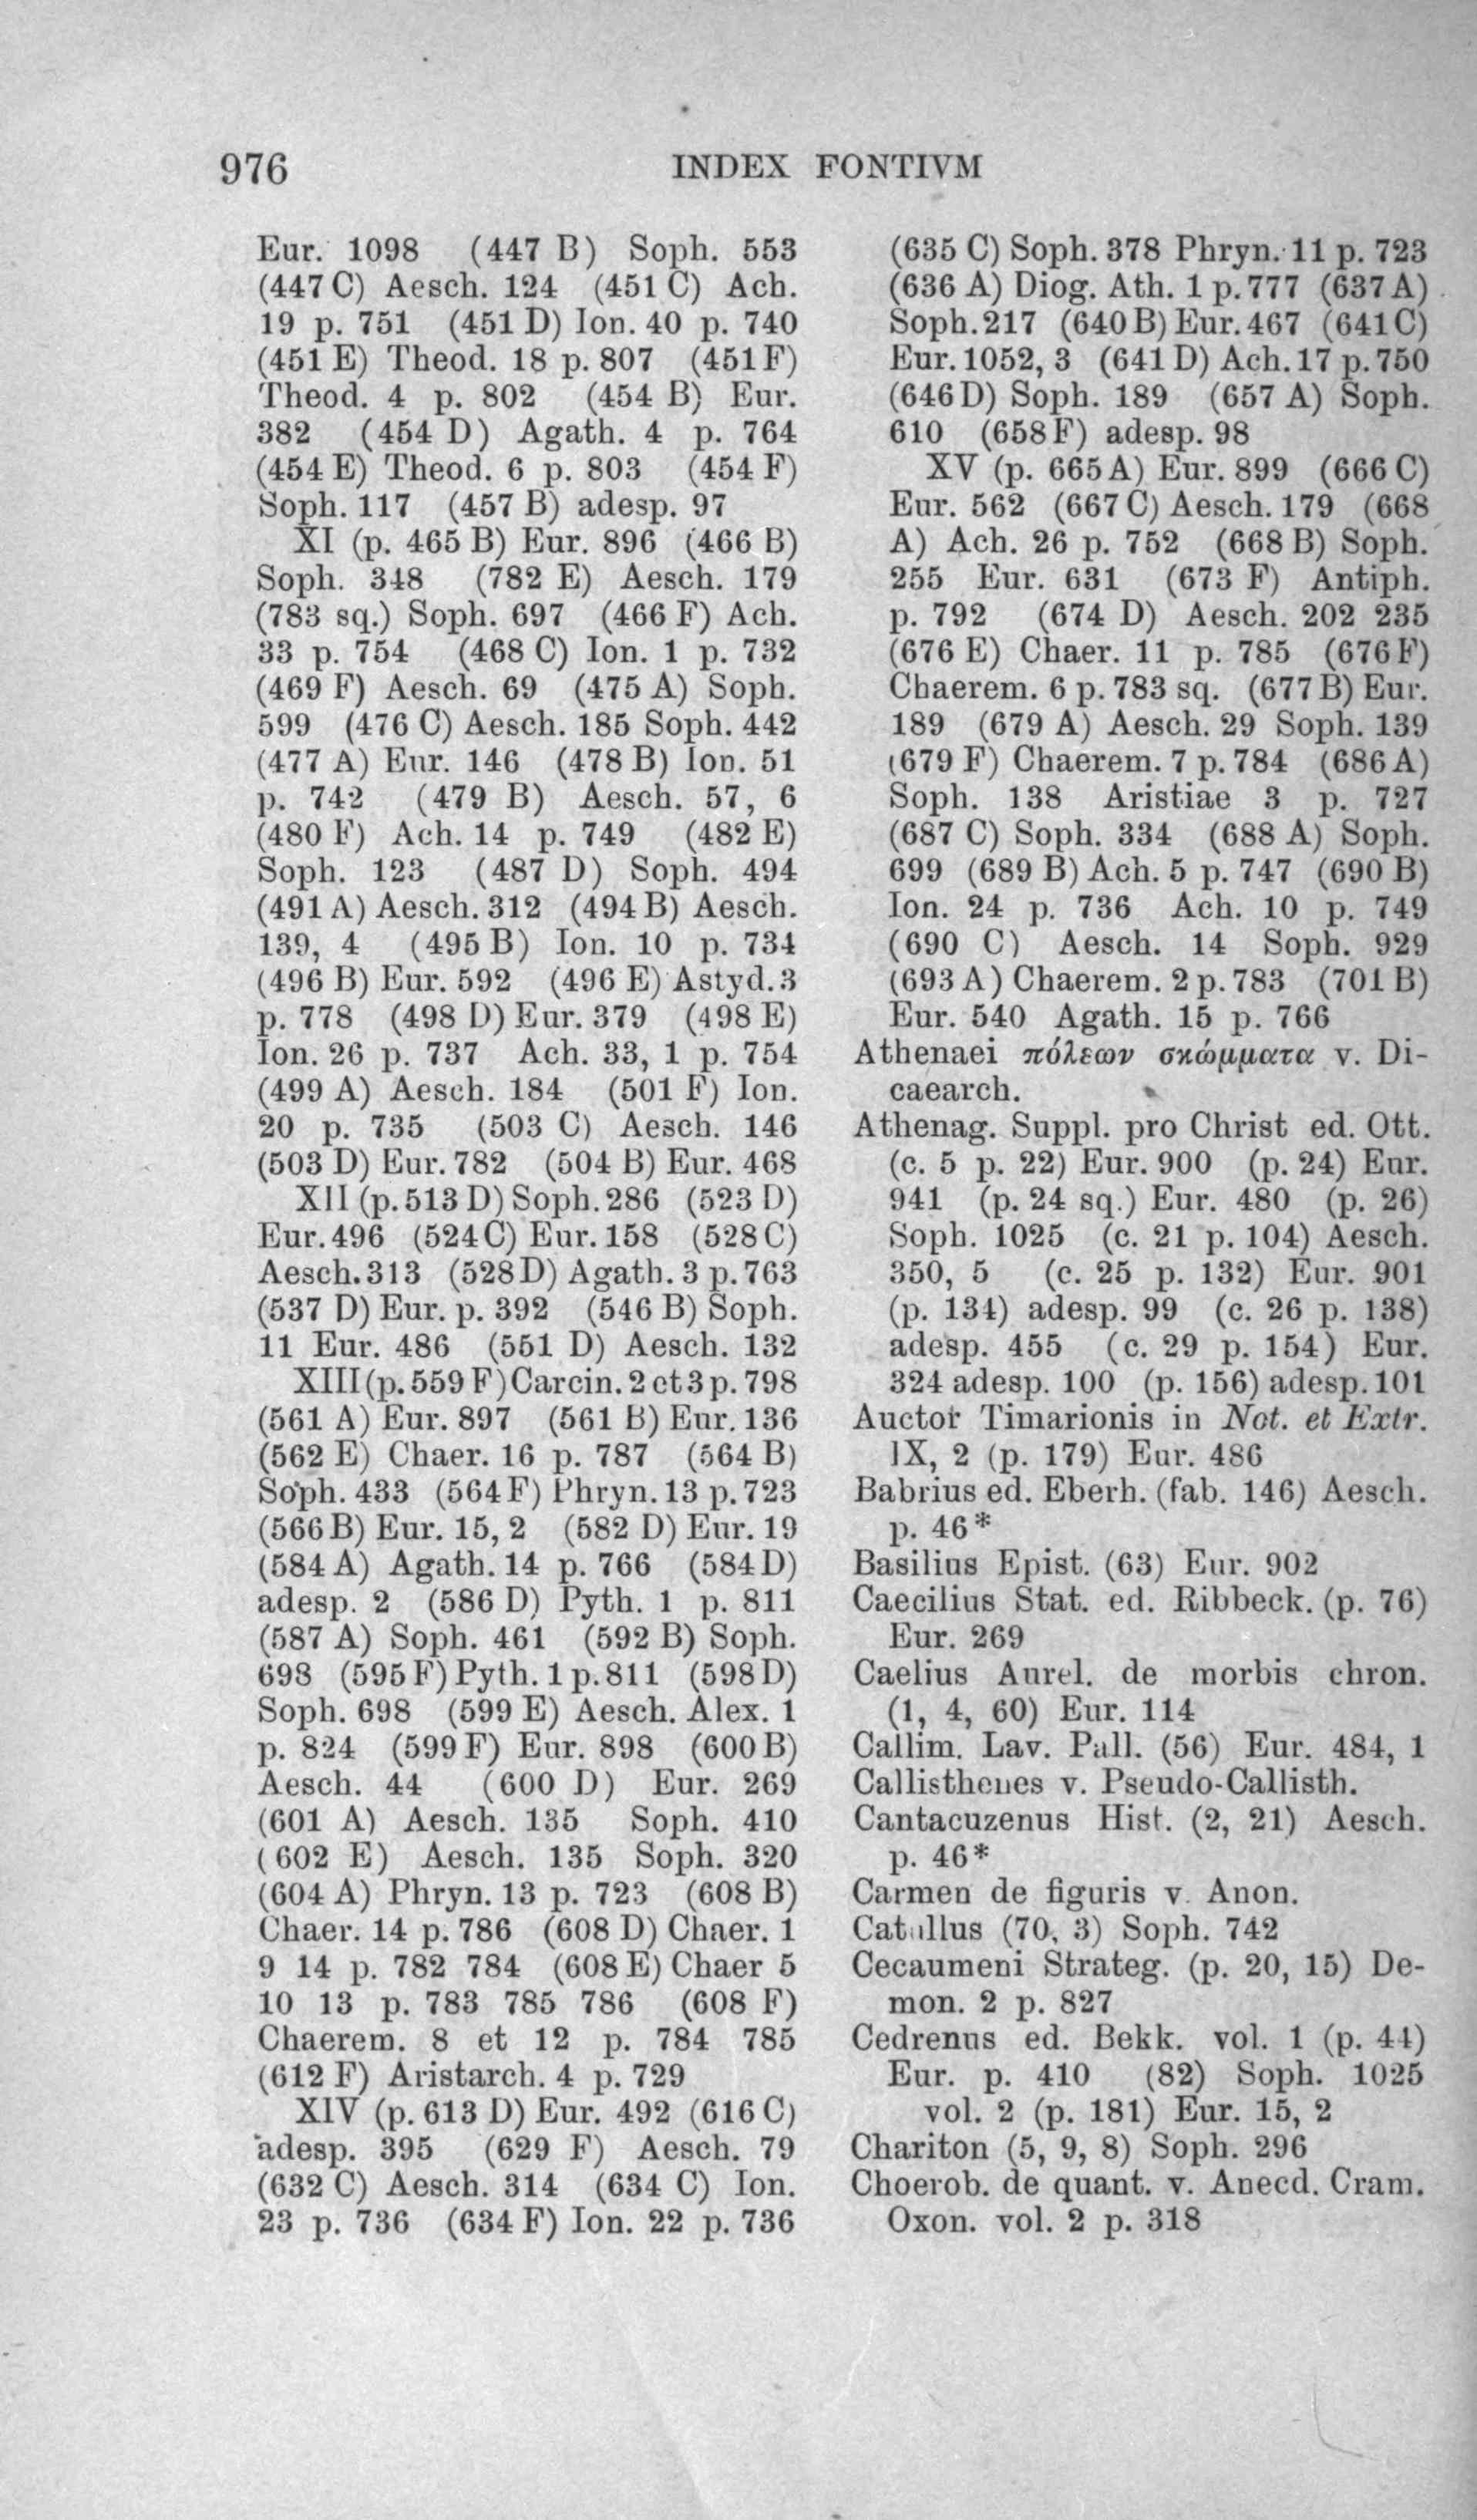 976
INDEX FONTIVM
Eur. 1098 (447 B) Soph. 553
(447 C) Aesch. 124 (451 C) Ach.
19 p. 751 (451 D) Ion. 40 p. 740
(451 E) Theod. 18 p. 807 (451 F)
Theod. 4 p. 802 (454 B) Eur.
382 (454 D) Agath. 4 p. 764
(454 E) Theod. 6 p. 803 (454 F)
Soph. 117 (457 B) adesp. 97
XI (p. 465 B) Eur. 896 (466 B)
Soph. 348 (782 E) Aesch. 179
(783 sq.) Soph. 697 (466 F) Ach.
33 p. 754 (468 C) Ion. 1 p. 732
(469 F) Aesch. 69 (475 A) Soph.
599 (476 C) Aesch. 185 Soph. 442
(477 A) Eur. 146 (478 B) Ion. 51
p. 742 (479 B) Aesch. 57, 6
(480 F) Ach. 14 p. 749 (482 E)
Soph. 123 (487 D) Soph. 494
(491 A) Aesch. 312 (494 B) Aesch.
139, 4 (495 B) Ion. 10 p. 734
(496 B) Eur. 592 (496 E) Astyd. 3
p. 778 (498 D) Eur. 379 (498 E)
Ion. 26 p. 737 Ach. 33, 1 p. 754
(499 A) Aesch. 184 (501 F) Ion.
20 p. 735 (503 C) Aesch. 146
(503 D) Eur. 782 (504 B) Eur. 468
XII (p. 513 D) Soph. 286 (523 D)
Eur. 496 (524 C) Eur. 158 (528 C)
Aesch. 313 (528 D) Agath. 3 p. 763
(537 D) Eur. p. 392 (546 B) Soph.
11 Eur. 486 (551 D) Aesch. 132
XIII (p. 559 F) Carcin. 2 et 3 p. 798
(561 A) Eur. 897 (561 B) Eur. 136
(562 E) Chaer. 16 p. 787 (564 B)
Soph. 433 (564 F) Phryn. 13 p. 723
(566 B) Eur. 15, 2 (582 D) Eur. 19
(584 A) Agath. 14 p. 766 (584 D)
adesp. 2 (586 D) Pyth. 1 p. 811
(587 A) Soph. 461 (592 B) Soph.
698 (595 F) Pyth. 1 p. 811 (598 D)
Soph. 698 (599 E) Aesch. Alex. 1
p. 824 (599 F) Eur. 898 (600 B)
Aesch. 44 (600 D) Eur. 269
(601 A) Aesch. 135 Soph. 410
(602 E) Aesch. 135 Soph. 320
(604 A) Phryn. 13 p. 723 (608 B)
Chaer. 14 p. 786 (608 D) Chaer. 1
9 14 p. 782 784 (608 E) Chaer 5
10 13 p. 783 785 786 (608 F)
Chaerem. 8 et 12 p. 784 785
(612 F) Aristarch. 4 p. 729
XIV (p. 613 D) Eur. 492 (616 C)
adesp. 395 (629 F) Aesch. 79
(632 C) Aesch. 314 (634 C) Ion.
23 p. 736 (634 F) Ion. 22 p. 736
(635 C) Soph. 378 Phryn. 11 p. 723
(636 A) Diog. Ath. 1 p. 777 (637 A)
Soph. 217 (640 B) Eur. 467 (641 C)
Eur. 1052, 3 (641 D) Ach. 17 p. 750
(646 D) Soph. 189 (657 A) Soph.
610 (658 F) adesp. 98
XV (p. 665 A) Eur. 899 (666 C)
Eur. 562 (667 C) Aesch. 179 (668
A) Ach. 26 p. 752 (668 B) Soph.
255 Eur. 631 (673 F) Antiph.
p. 792 (674 D) Aesch. 202 235
(676 E) Chaer. 11 p. 785 (676 F)
Chaerem. 6 p. 783 sq. (677 B) Eur.
189 (679 A) Aesch. 29 Soph. 139
(679 F) Chaerem. 7 p. 784 (686 A)
Soph. 138 Aristiae 3 p. 727
(687 C) Soph. 334 (688 A) Soph.
699 (689 B) Ach. 5 p. 747 (690 B)
Ion. 24 p. 736 Ach. 10 p. 749
(690 C) Aesch. 14 Soph. 929
(693 A) Chaerem. 2 p. 783 (701 B)
Eur. 540 Agath. 15 p. 766
Athenaei πόλεων σκώμματα v. Di-
caearch.
Athenag. Suppl. pro Christ ed. Ott.
(c. 5 p. 22) Eur. 900 (p. 24) Eur.
941 (p. 24 sq.) Eur. 480 (p. 26)
Soph. 1025 (c. 21 p. 104) Aesch.
350, 5 (c. 25 p. 132) Eur. 901
(p. 134) adesp. 99 (c. 26 p. 138)
adesp. 455 (c. 29 p. 154) Eur.
324 adesp. 100 (p. 156) adesp. 101
Auctor Timarionis in Not. et Extr.
IX, 2 (p. 179) Eur. 486
Babrius ed. Eberh. (fab. 146) Aesch.
p. 46*
Basilius Epist. (63) Eur. 902
Caecilius Stat. ed. Ribbeck. (p. 76)
Eur. 269
Caelius Aurel. de morbis chron.
(1, 4, 60) Eur. 114
Callim. Lav. Pall. (56) Eur. 484, 1
Callisthenes v. Pseudo-Callisth.
Cantacuzenus Hist. (2, 21) Aesch.
p. 46*
Carmen de figuris v. Anon.
Catullus (70, 3) Soph. 742
Cecaumeni Strateg. (p. 20, 15) De-
mon. 2 p. 827
Cedrenus ed. Bekk. vol. 1 (p. 44)
Eur. p. 410 (82) Soph. 1025
vol. 2 (p. 181) Eur. 15, 2
Chariton (5, 9, 8) Soph. 296
Choerob. de quant. v. Anecd. Cram.
Oxon. vol. 2 p. 318